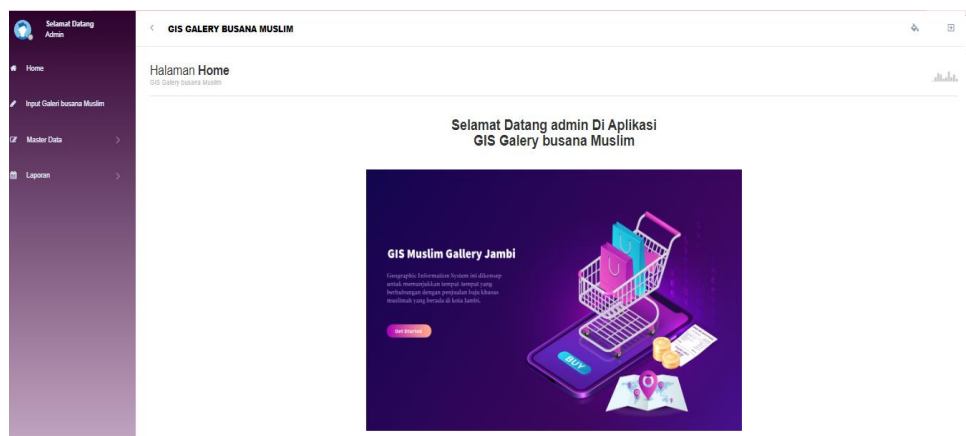 Selamat Datang
Admin
GIS GALERY BUSANA MUSLIM
Home
Input Galeri busana Muslim
Master Data
Laporan
Halaman Home
GIS Galery busana Muslim
Selamat Datang admin Di Aplikasi
GIS Galery busana Muslim
GIS Muslim Gallery Jambi
Geographic Information System ini dikonsep
untuk menunjukkan tempat-tempat yang
berhubungan dengan penjualan baju khusus
muslimah yang berada di kota Jambi.
Get Started
BUY